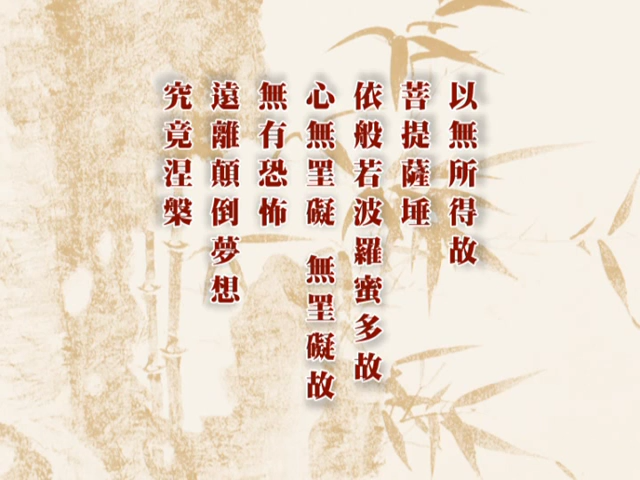 以無所得故
菩提薩埵
依般若波羅蜜多故
心無罣礙 無罣礙故
無有恐怖
遠離顛倒夢想
究竟涅槃